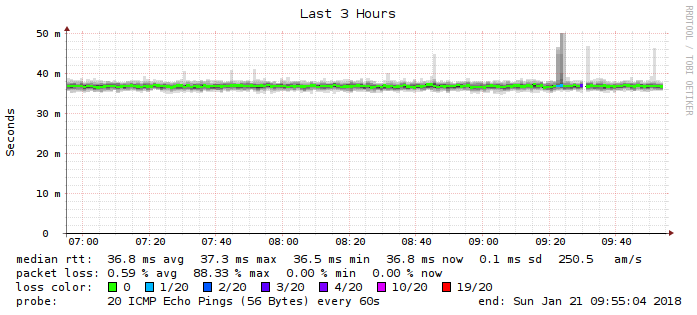 Last 3 Hours
RRDTOOL / TOBI OETIKER
Seconds
50 m
40 m
30 m
20 m
10 m
0
07:00 07:20 07:40 08:00 08:20 08:40 09:00 09:20 09:40
median rtt: 36.8 ms avg 37.3 ms max 36.5 ms min 36.8 ms now 0.1 ms sd 250.5 am/s
packet loss: 0.59 % avg 88.33 % max 0.00 % min 0.00 % now
loss color: 0 1/20 2/20 3/20 4/20 10/20 19/20
probe: 20 ICMP Echo Pings (56 Bytes) every 60s end: Sun Jan 21 09:55:04 2018